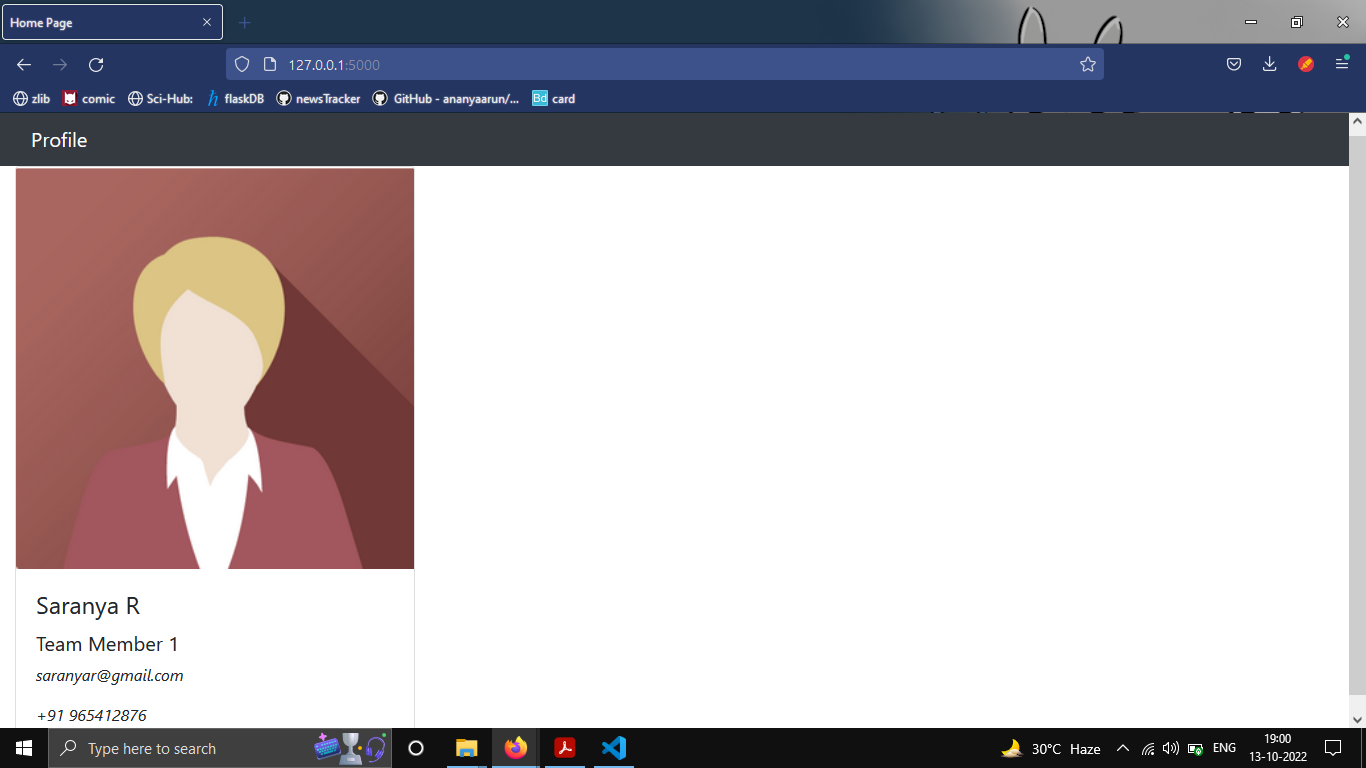 Home Page
127.0.0.1:5000
zlib comic Sci-Hub: flaskDB newsTracker GitHub - ananyaarun/... Bd card
Profile
Saranya R
Team Member 1
saranyar@gmail.com
+91 965412876
Type here to search 30°C Haze ENG 19:00
13-10-2022